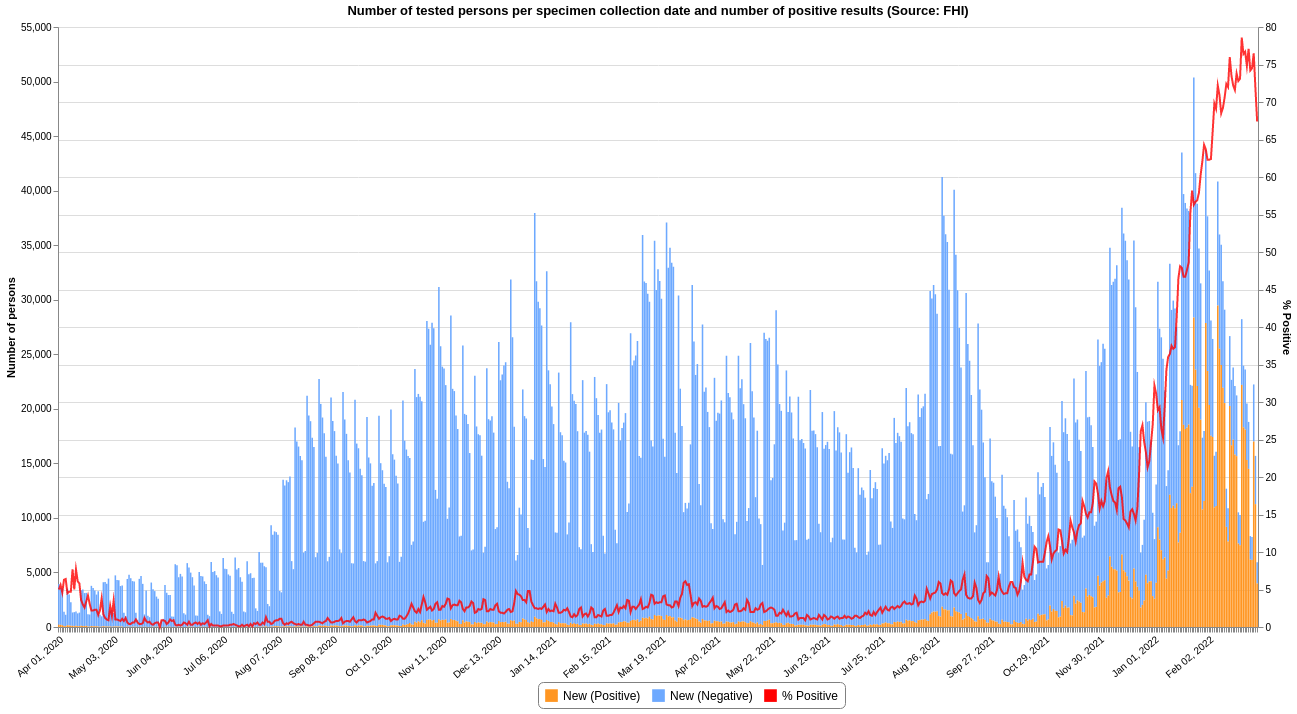 Number of tested persons per specimen collection date and number of positive results (Source: FHI)
Number of persons
55,000
50,000
45,000
40,000
35,000
30,000
25,000
20,000
15,000
10,000
5,000
0
80
75
70
65
60
55
50
45
40
35
30
25
20
15
10
5
0
% Positive
Apr 01, 2020
May 03, 2020
Jun 04, 2020
Jul 06, 2020
Aug 07, 2020
Sep 08, 2020
Oct 10, 2020
Nov 11, 2020
Dec 13, 2020
Jan 14, 2021
Feb 15, 2021
Mar 19, 2021
Apr 20, 2021
May 22, 2021
Jun 23, 2021
Jul 25, 2021
Aug 26, 2021
Sep 27, 2021
Oct 29, 2021
Nov 30, 2021
Jan 01, 2022
Feb 02, 2022
New (Positive)
New (Negative)
% Positive